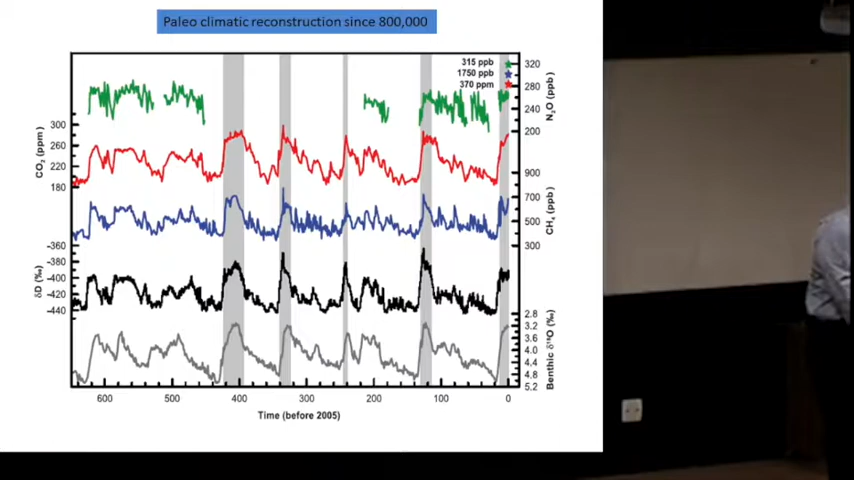 Paleo climatic reconstruction since 800,000
315 ppb
1750 ppb
370 ppm
320
280
240
200
N₂O (ppb)
300
260
220
180
CO₂ (ppm)
900
700
500
300
CH₄ (ppb)
-360
-380
-400
-420
-440
δD (‰)
2.8
3.2
3.6
4.0
4.4
4.8
5.2
Benthic δ¹⁸O (‰)
600 500 400 300 200 100 0
Time (before 2005)